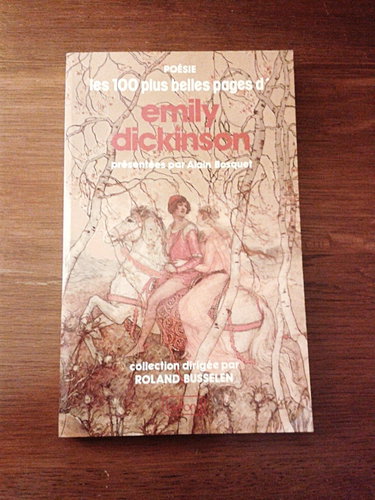 POÉSIE
les 100 plus belles pages d'
emily
dickinson
présentées par Alain Bosquet
collection dirigée par
ROLAND BUSSELEN